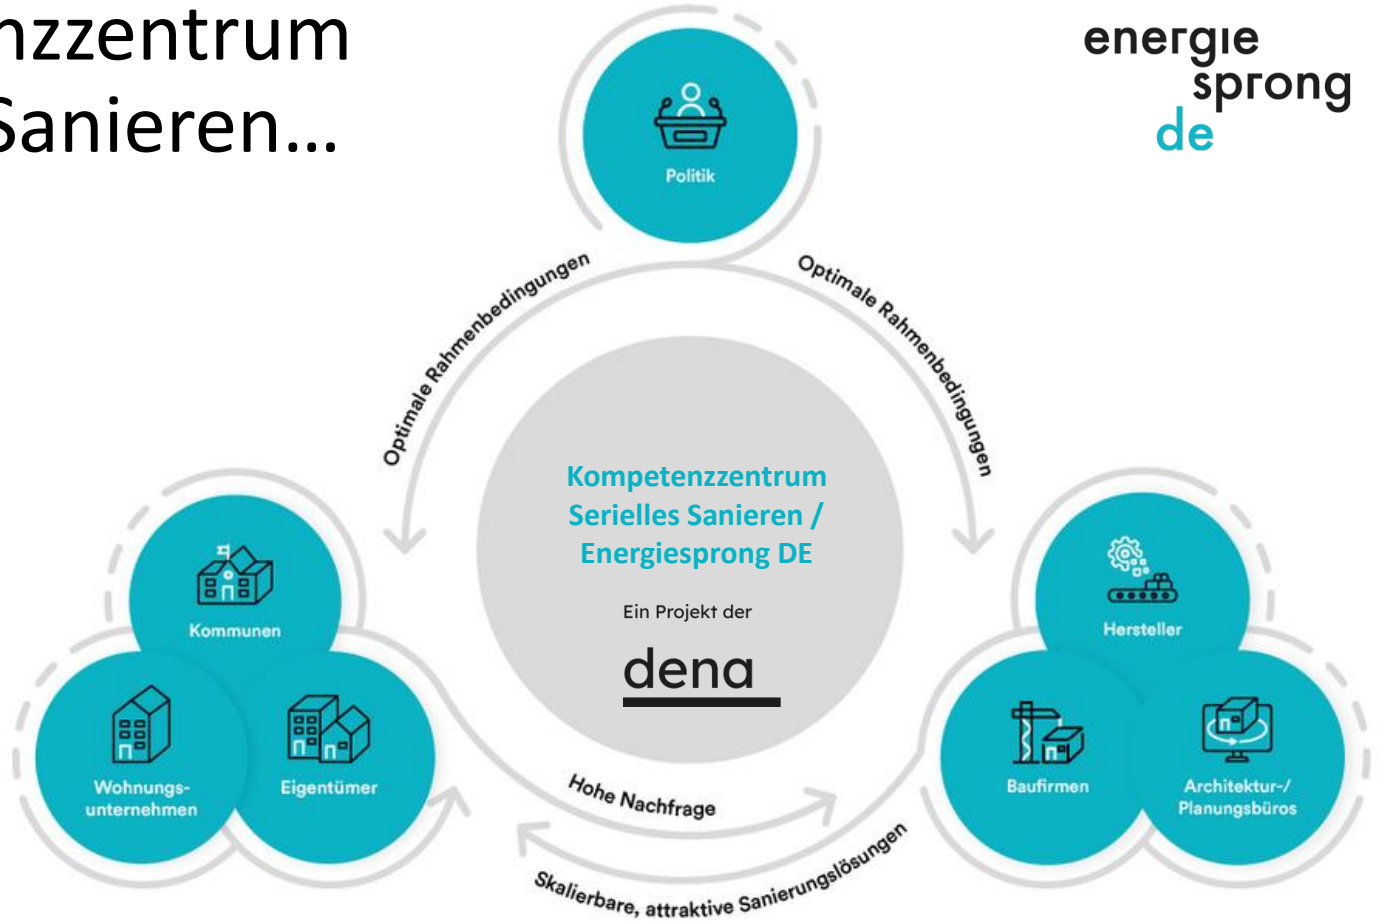 nzzentrum
Sanieren...
energie
sprong
de
Politik
Optimale Rahmenbedingungen
Optimale Rahmenbedingungen
Kompetenzzentrum
Serielles Sanieren /
Energiesprong DE
Ein Projekt der
dena
Kommunen
Wohnungs-
unternehmen
Eigentümer
Hersteller
Baufirmen
Architektur-/
Planungsbüros
Hohe Nachfrage
Skalierbare, attraktive Sanierungslösungen